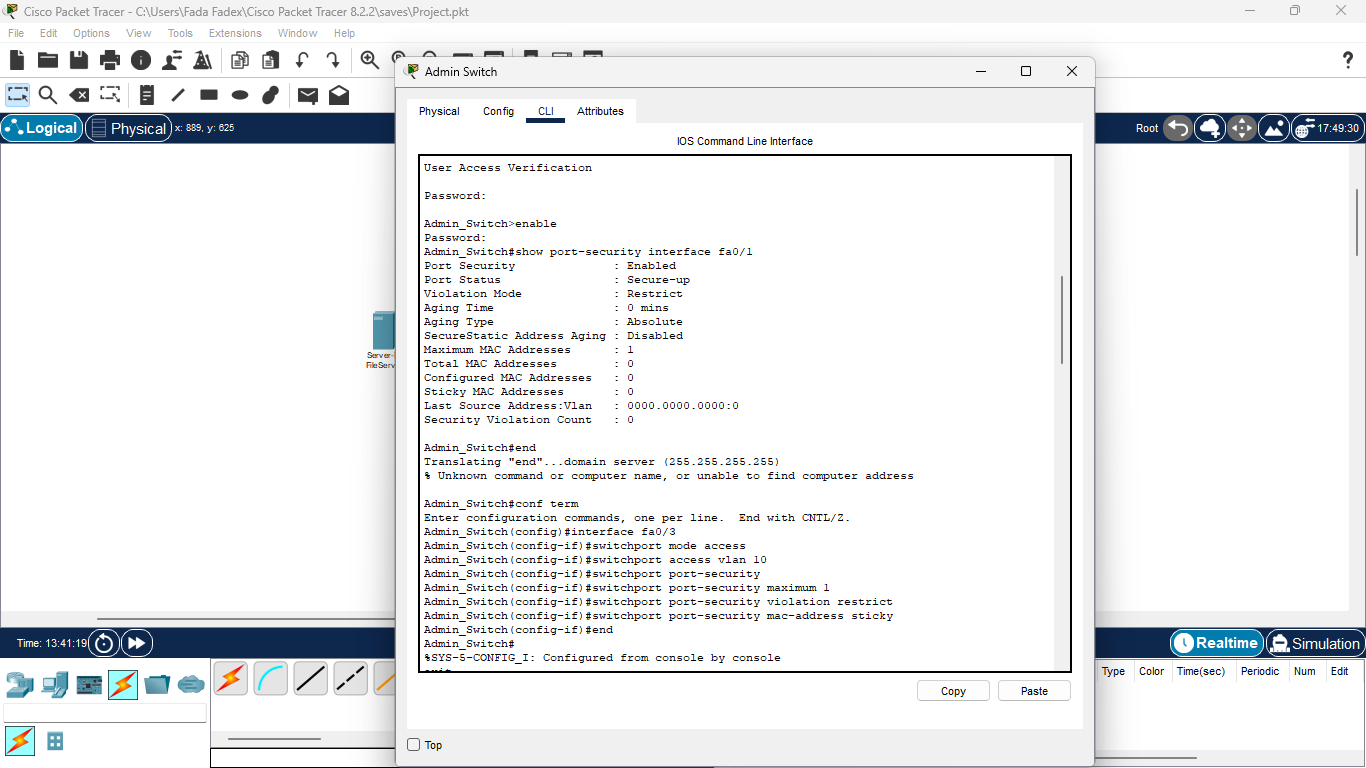 Cisco Packet Tracer - C:\Users\Fada Fadex\Cisco Packet Tracer 8.2.2\saves\Project.pkt
File Edit Options View Tools Extensions Window Help
Admin Switch
Logical Physical x: 889, y: 625
Root 17:49:30
Physical Config CLI Attributes
IOS Command Line Interface
User Access Verification
Password:
Admin_Switch>enable
Password:
Admin_Switch#show port-security interface fa0/1
Port Security : Enabled
Port Status : Secure-up
Violation Mode : Restrict
Aging Time : 0 mins
Aging Type : Absolute
SecureStatic Address Aging : Disabled
Maximum MAC Addresses : 1
Total MAC Addresses : 0
Configured MAC Addresses : 0
Sticky MAC Addresses : 0
Last Source Address:Vlan : 0000.0000.0000:0
Security Violation Count : 0
Admin_Switch#end
Translating "end"...domain server (255.255.255.255)
% Unknown command or computer name, or unable to find computer address
Admin_Switch#conf term
Enter configuration commands, one per line. End with CNTL/Z.
Admin_Switch(config)#interface fa0/3
Admin_Switch(config-if)#switchport mode access
Admin_Switch(config-if)#switchport access vlan 10
Admin_Switch(config-if)#switchport port-security
Admin_Switch(config-if)#switchport port-security maximum 1
Admin_Switch(config-if)#switchport port-security violation restrict
Admin_Switch(config-if)#switchport port-security mac-address sticky
Admin_Switch(config-if)#end
Admin_Switch#
%SYS-5-CONFIG_I: Configured from console by console
Copy Paste
Top
Server-
FileServ
Time: 13:41:19
Realtime Simulation
Type Color Time(sec) Periodic Num Edit